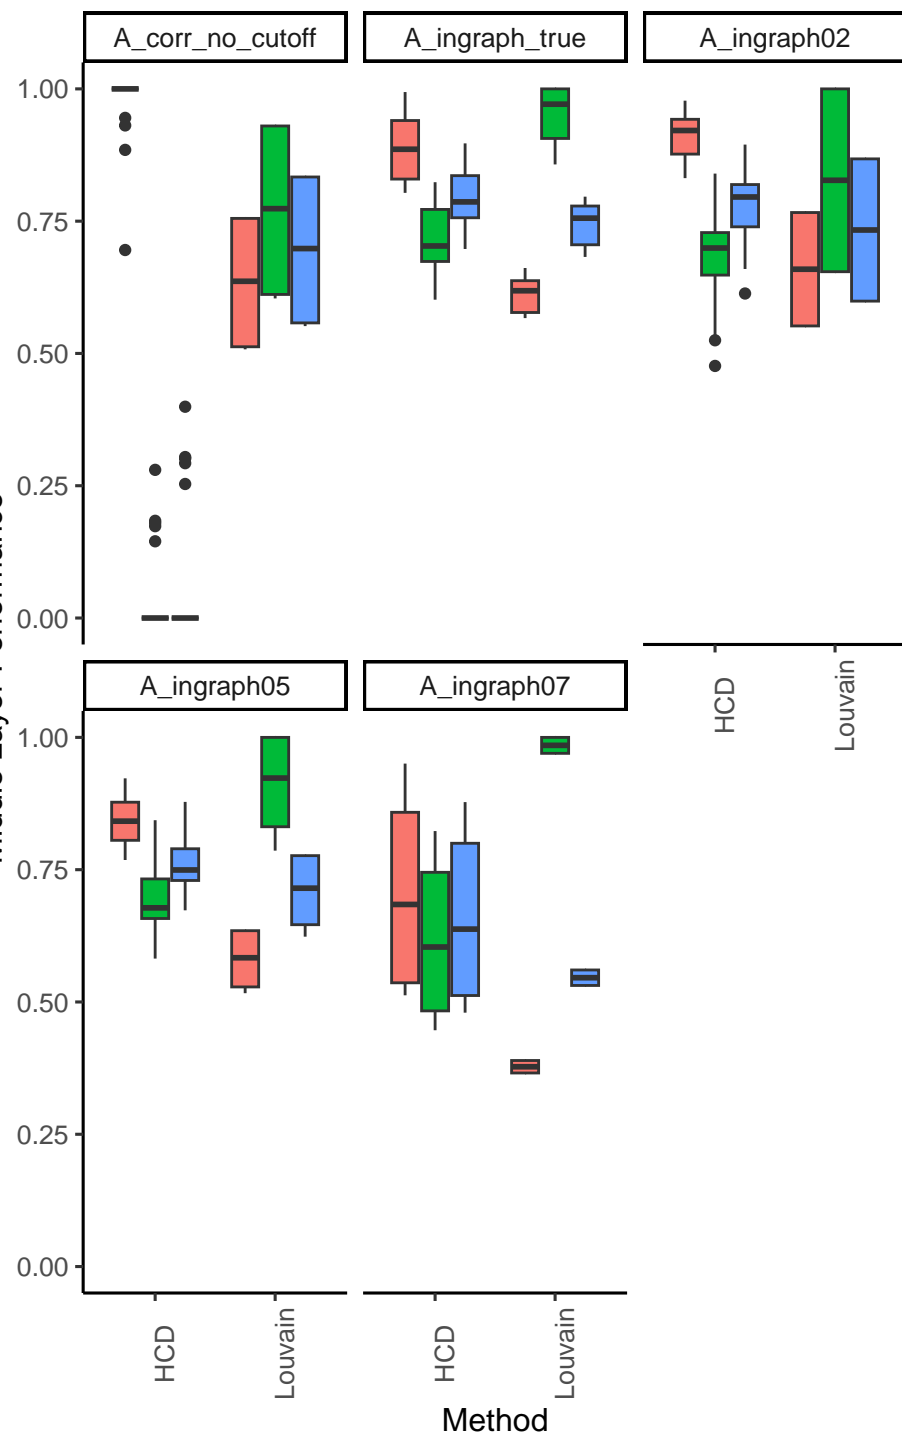 A_corr_no_cutoff
A_ingraph_true
A_ingraph02
1.00
0.75
0.50
0.25
0.00
A_ingraph05
A_ingraph07
HCD
Louvain
1.00
0.75
0.50
0.25
0.00
HCD
Louvain
HCD
Louvain
Method